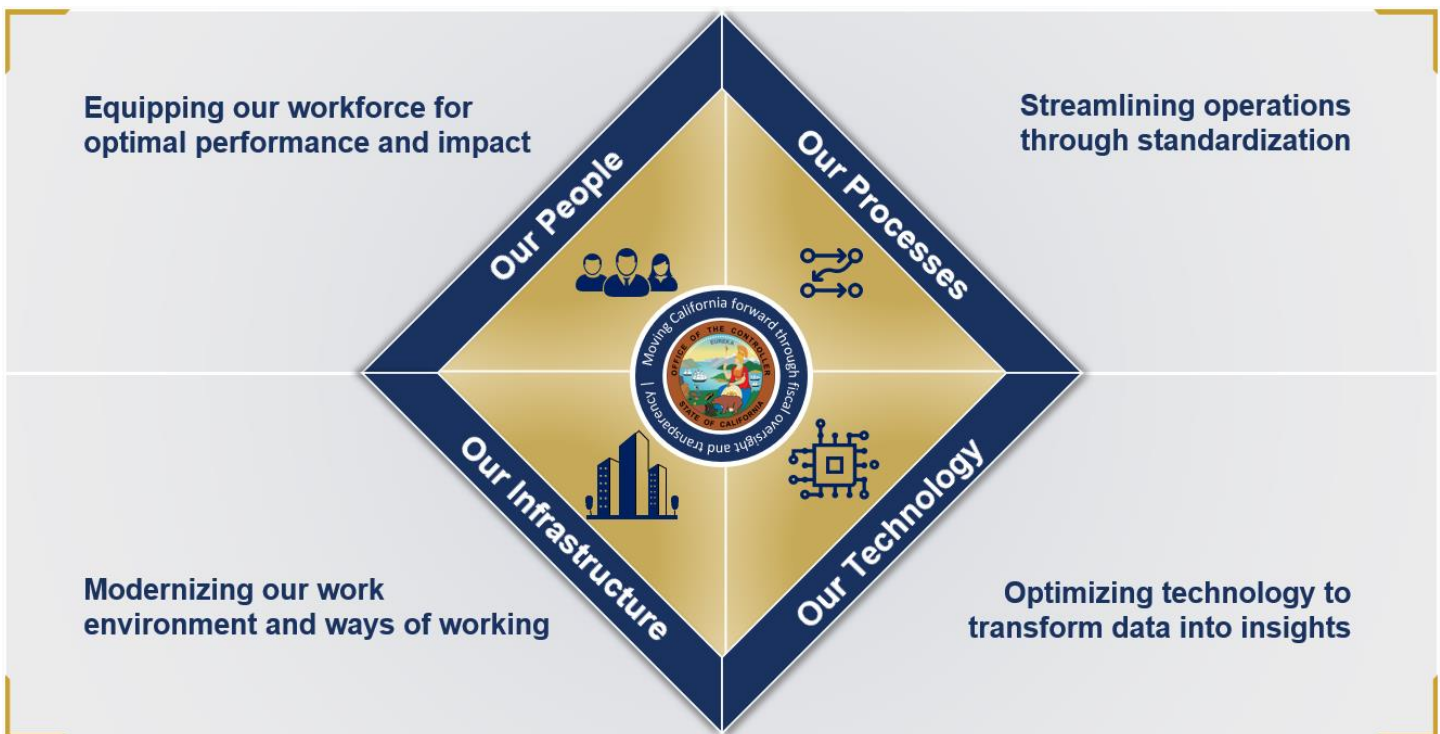 Equipping our workforce for
optimal performance and impact
Streamlining operations
through standardization
Our People
Our Processes
Moving California forward through fiscal oversight and transparency |
OFFICE OF THE CONTROLLER
EUREKA
STATE OF CALIFORNIA
Our Infrastructure
Our Technology
Modernizing our work
environment and ways of working
Optimizing technology to
transform data into insights